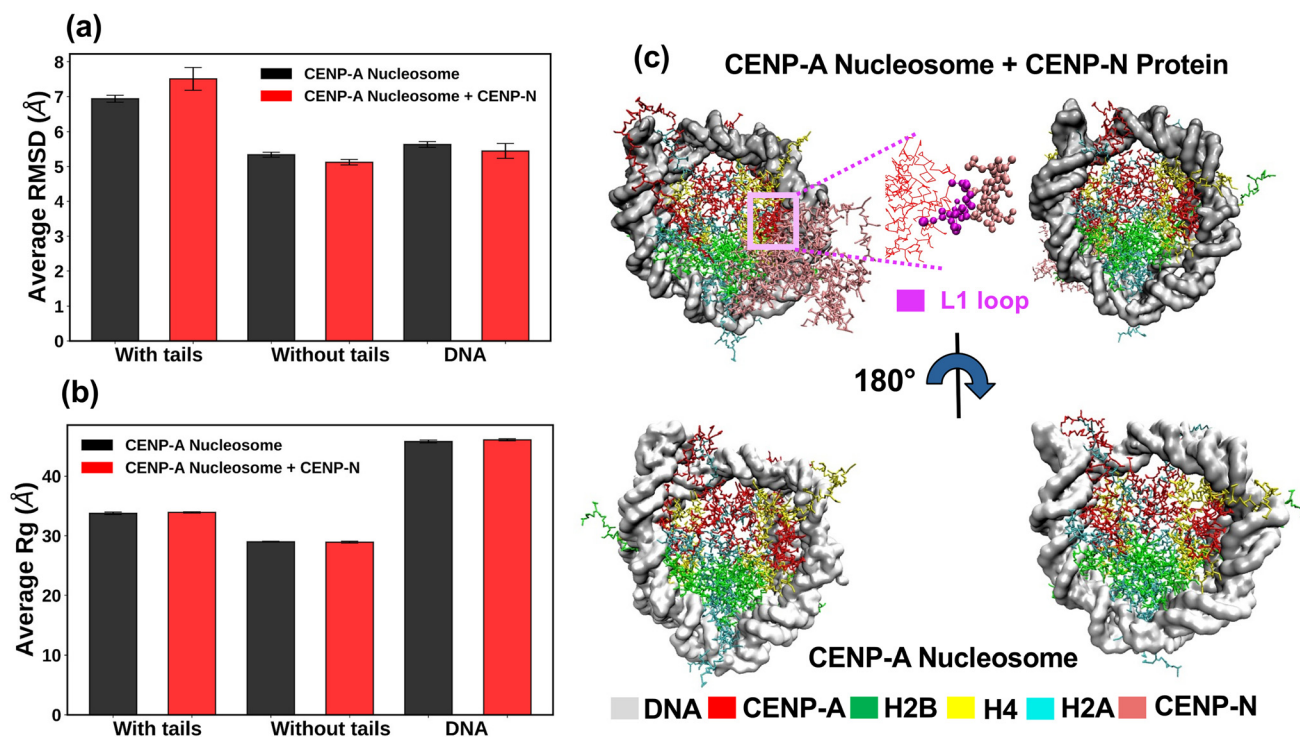 (a)
8
7
6
5
4
3
2
1
0
Average RMSD (Å)
CENP-A Nucleosome
CENP-A Nucleosome + CENP-N
With tails
Without tails
DNA
(b)
40
30
20
10
0
Average Rg (Å)
CENP-A Nucleosome
CENP-A Nucleosome + CENP-N
With tails
Without tails
DNA
(c)
CENP-A Nucleosome + CENP-N Protein
L1 loop
180°
CENP-A Nucleosome
DNA CENP-A H2B H4 H2A CENP-N